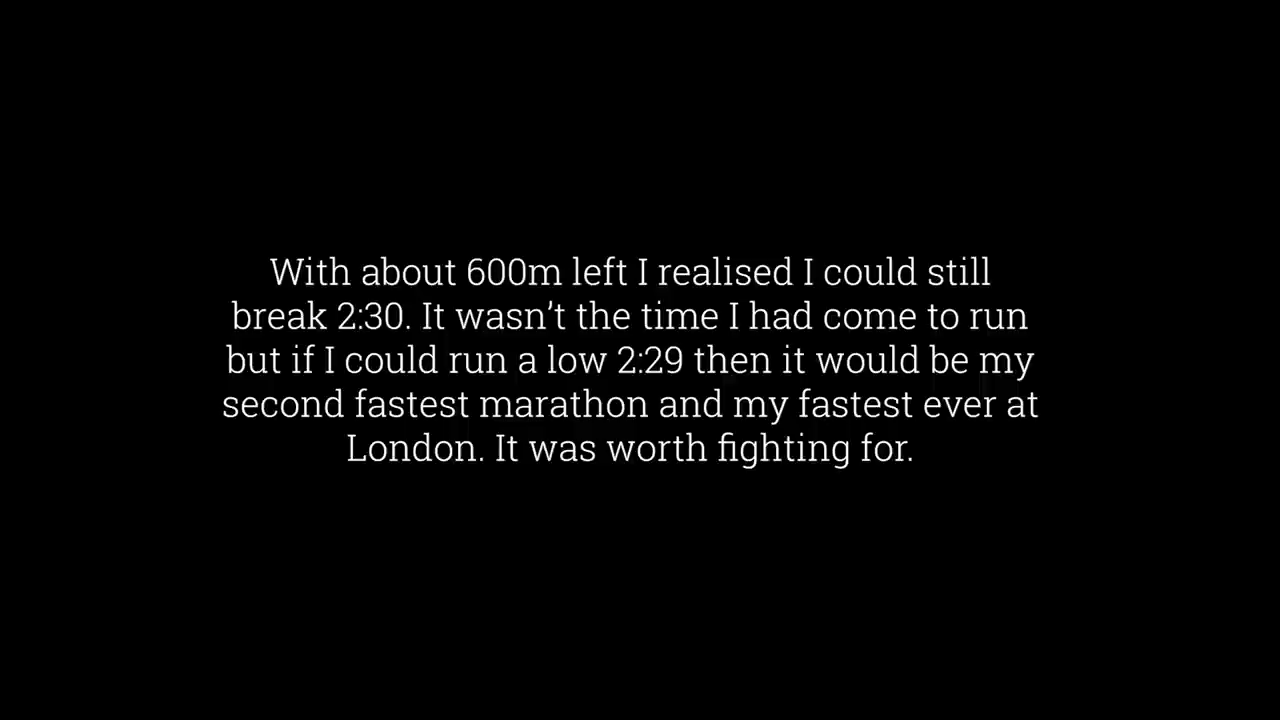 With about 600m left I realised I could still
break 2:30. It wasn’t the time I had come to run
but if I could run a low 2:29 then it would be my
second fastest marathon and my fastest ever at
London. It was worth fighting for.